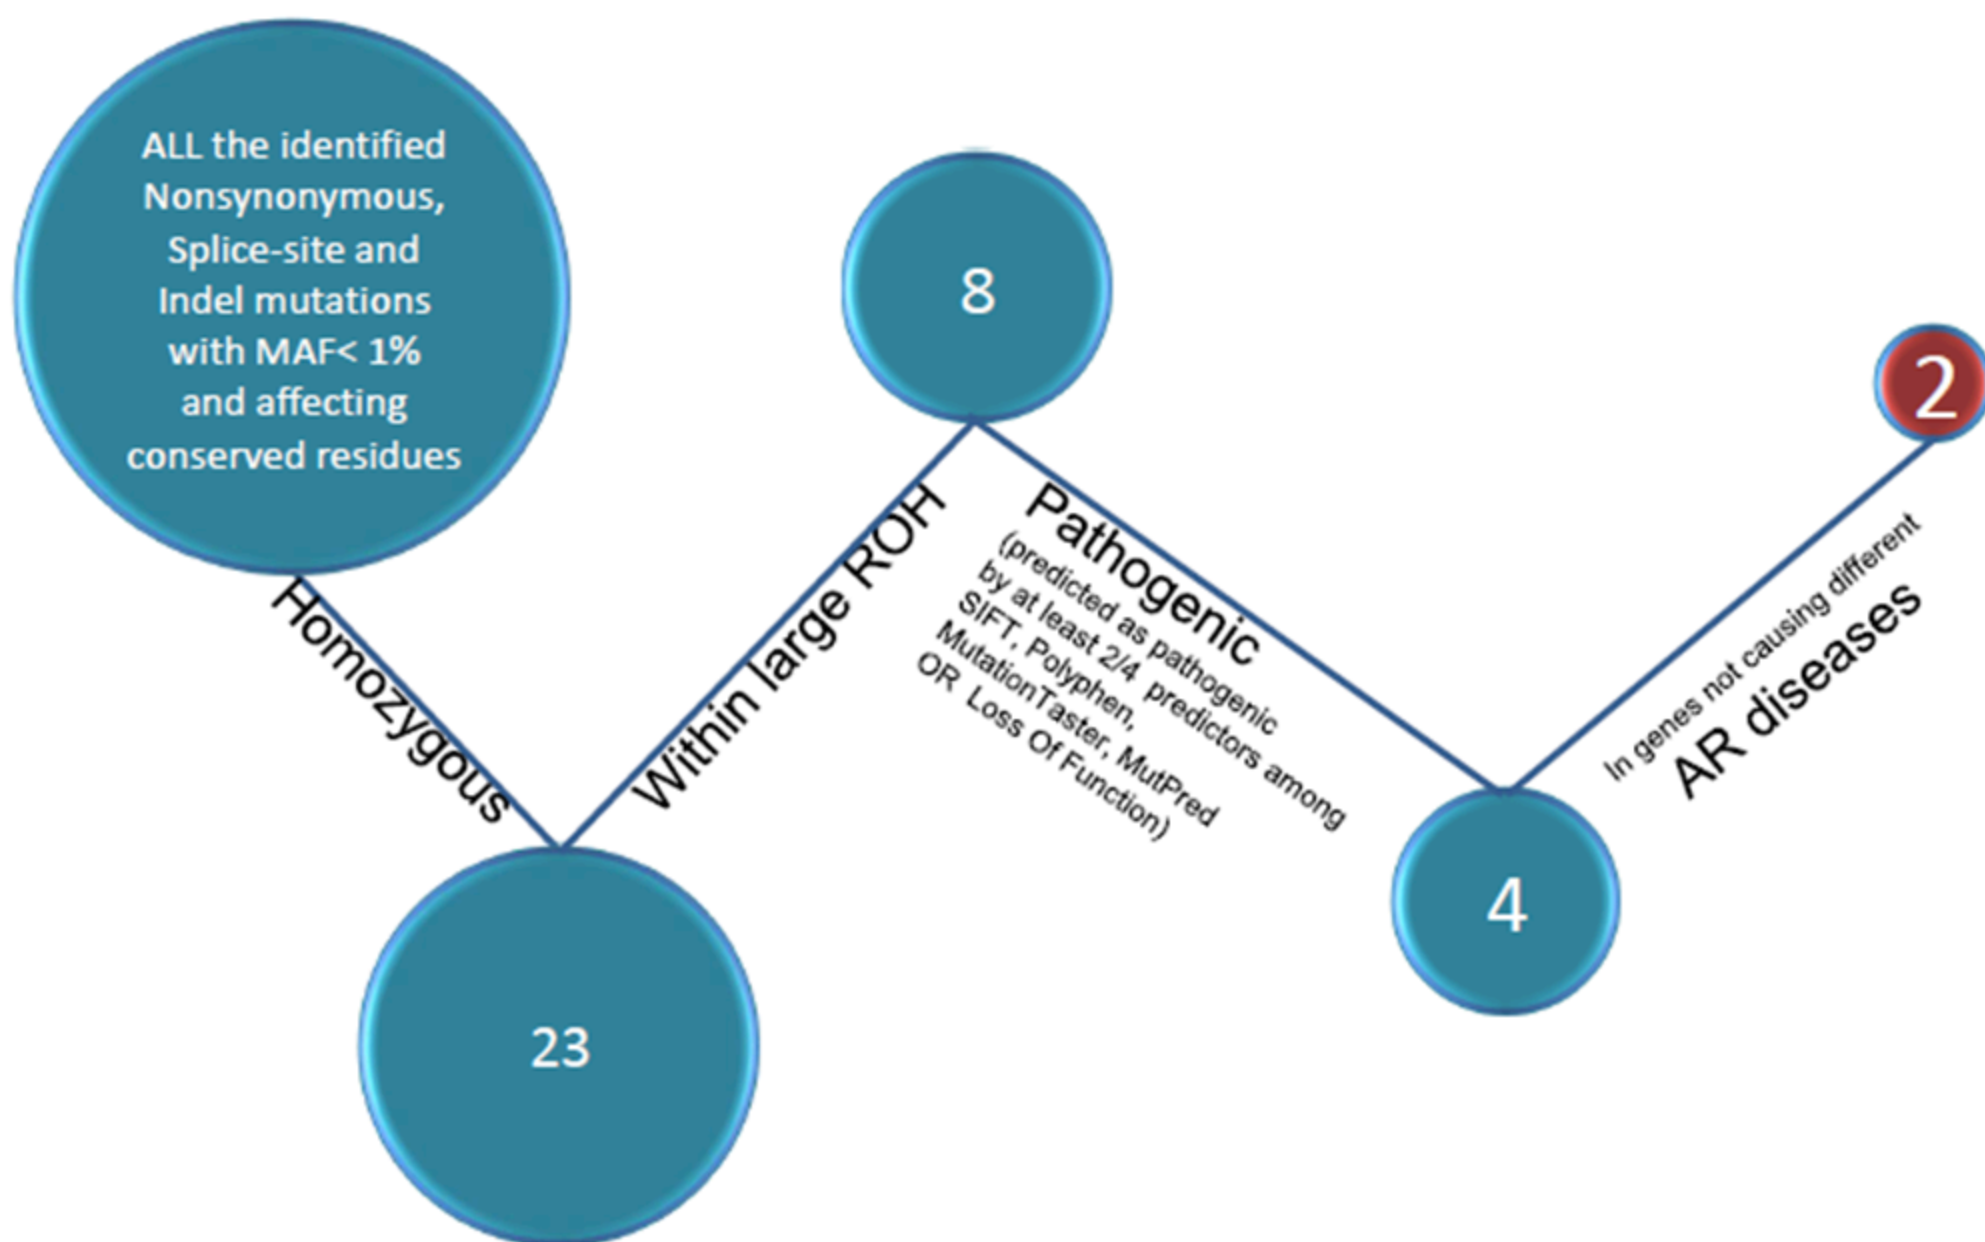 ALL the identified
Nonsynonymous,
Splice-site and
Indel mutations
with MAF< 1%
and affecting
conserved residues
Homozygous
23
Within large ROH
8
Pathogenic
(predicted as pathogenic
by at least 2/4 predictors among
SIFT, Polyphen,
MutationTaster, MutPred
OR Loss Of Function)
4
In genes not causing different
AR diseases
2